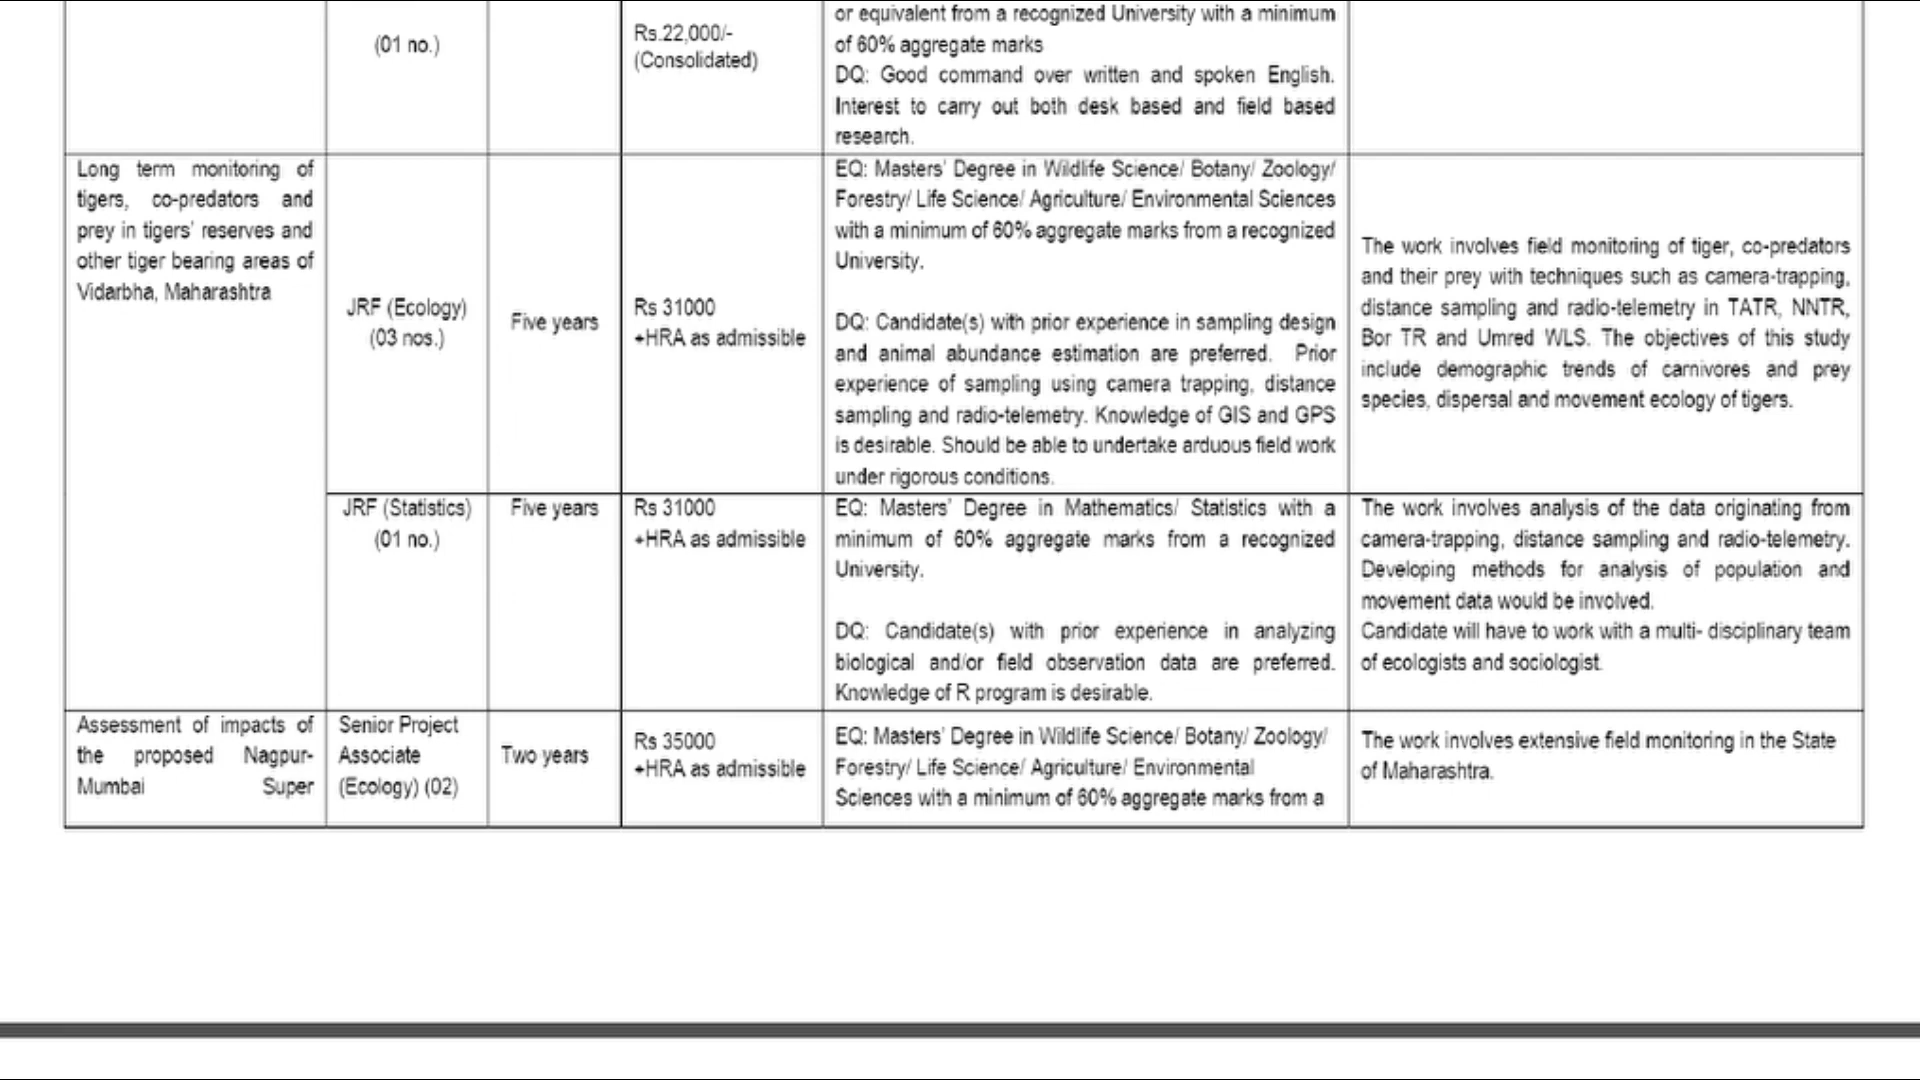 (01 no.)
Rs.22,000/-
(Consolidated)
or equivalent from a recognized University with a minimum
of 60% aggregate marks
DQ: Good command over written and spoken English.
Interest to carry out both desk based and field based
research.
Long term monitoring of
tigers, co-predators and
prey in tigers' reserves and
other tiger bearing areas of
Vidarbha, Maharashtra
JRF (Ecology)
(03 nos.)
Five years
Rs 31000
+HRA as admissible
EQ: Masters' Degree in Wildlife Science/ Botany/ Zoology/
Forestry/ Life Science/ Agriculture/ Environmental Sciences
with a minimum of 60% aggregate marks from a recognized
University.
DQ: Candidate(s) with prior experience in sampling design
and animal abundance estimation are preferred. Prior
experience of sampling using camera trapping, distance
sampling and radio-telemetry. Knowledge of GIS and GPS
is desirable. Should be able to undertake arduous field work
under rigorous conditions.
The work involves field monitoring of tiger, co-predators
and their prey with techniques such as camera-trapping,
distance sampling and radio-telemetry in TATR, NNTR,
Bor TR and Umred WLS. The objectives of this study
include demographic trends of carnivores and prey
species, dispersal and movement ecology of tigers.
JRF (Statistics)
(01 no.)
Five years
Rs 31000
+HRA as admissible
EQ: Masters' Degree in Mathematics/ Statistics with a
minimum of 60% aggregate marks from a recognized
University.
DQ: Candidate(s) with prior experience in analyzing
biological and/or field observation data are preferred.
Knowledge of R program is desirable.
The work involves analysis of the data originating from
camera-trapping, distance sampling and radio-telemetry.
Developing methods for analysis of population and
movement data would be involved.
Candidate will have to work with a multi- disciplinary team
of ecologists and sociologist.
Assessment of impacts of
the proposed Nagpur-
Mumbai Super
Senior Project
Associate
(Ecology) (02)
Two years
Rs 35000
+HRA as admissible
EQ: Masters' Degree in Wildlife Science/ Botany/ Zoology/
Forestry/ Life Science/ Agriculture/ Environmental
Sciences with a minimum of 60% aggregate marks from a
The work involves extensive field monitoring in the State
of Maharashtra.